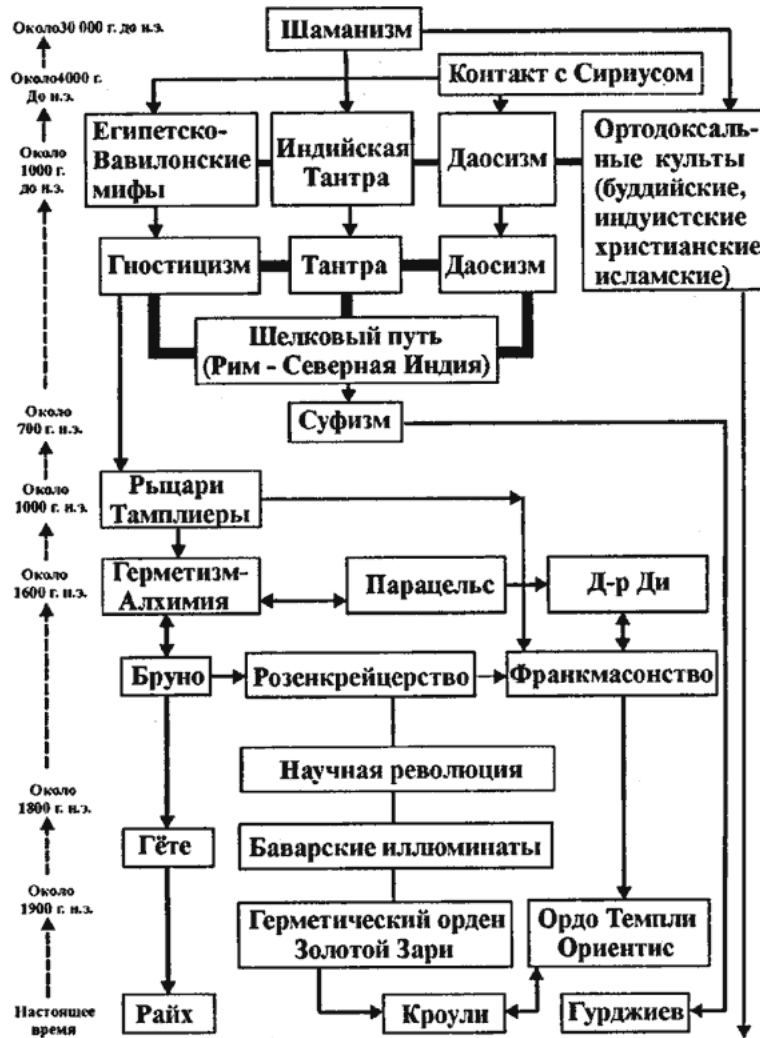 Около30 000 г. до н.э.
Шаманизм
Около4000 г.
До н.э.
Контакт с Сириусом
Египетско-
Вавилонские
мифы
Индийская
Тантра
Даосизм
Ортодоксаль-
ные культы
(буддийские,
индуистские
христианские
исламские)
Около
1000 г.
до н.э.
Гностицизм
Тантра
Даосизм
Шелковый путь
(Рим - Северная Индия)
Около
700 г. н.э.
Суфизм
Около
1000 г. н.э.
Рыщари
Тамплиеры
Около
1600 г. н.э.
Герметизм-
Алхимия
Парацельс
Д-р Ди
Бруно
Розенкрейцерство
Франкмасонство
Научная революция
Около
1800 г. н.э.
Гёте
Баварские иллюминаты
Около
1900 г. н.э.
Герметический орден
Золотой Зари
Ордо Темпли
Ориентис
Настоящее
время
Райх
Кроули
Гурджиев